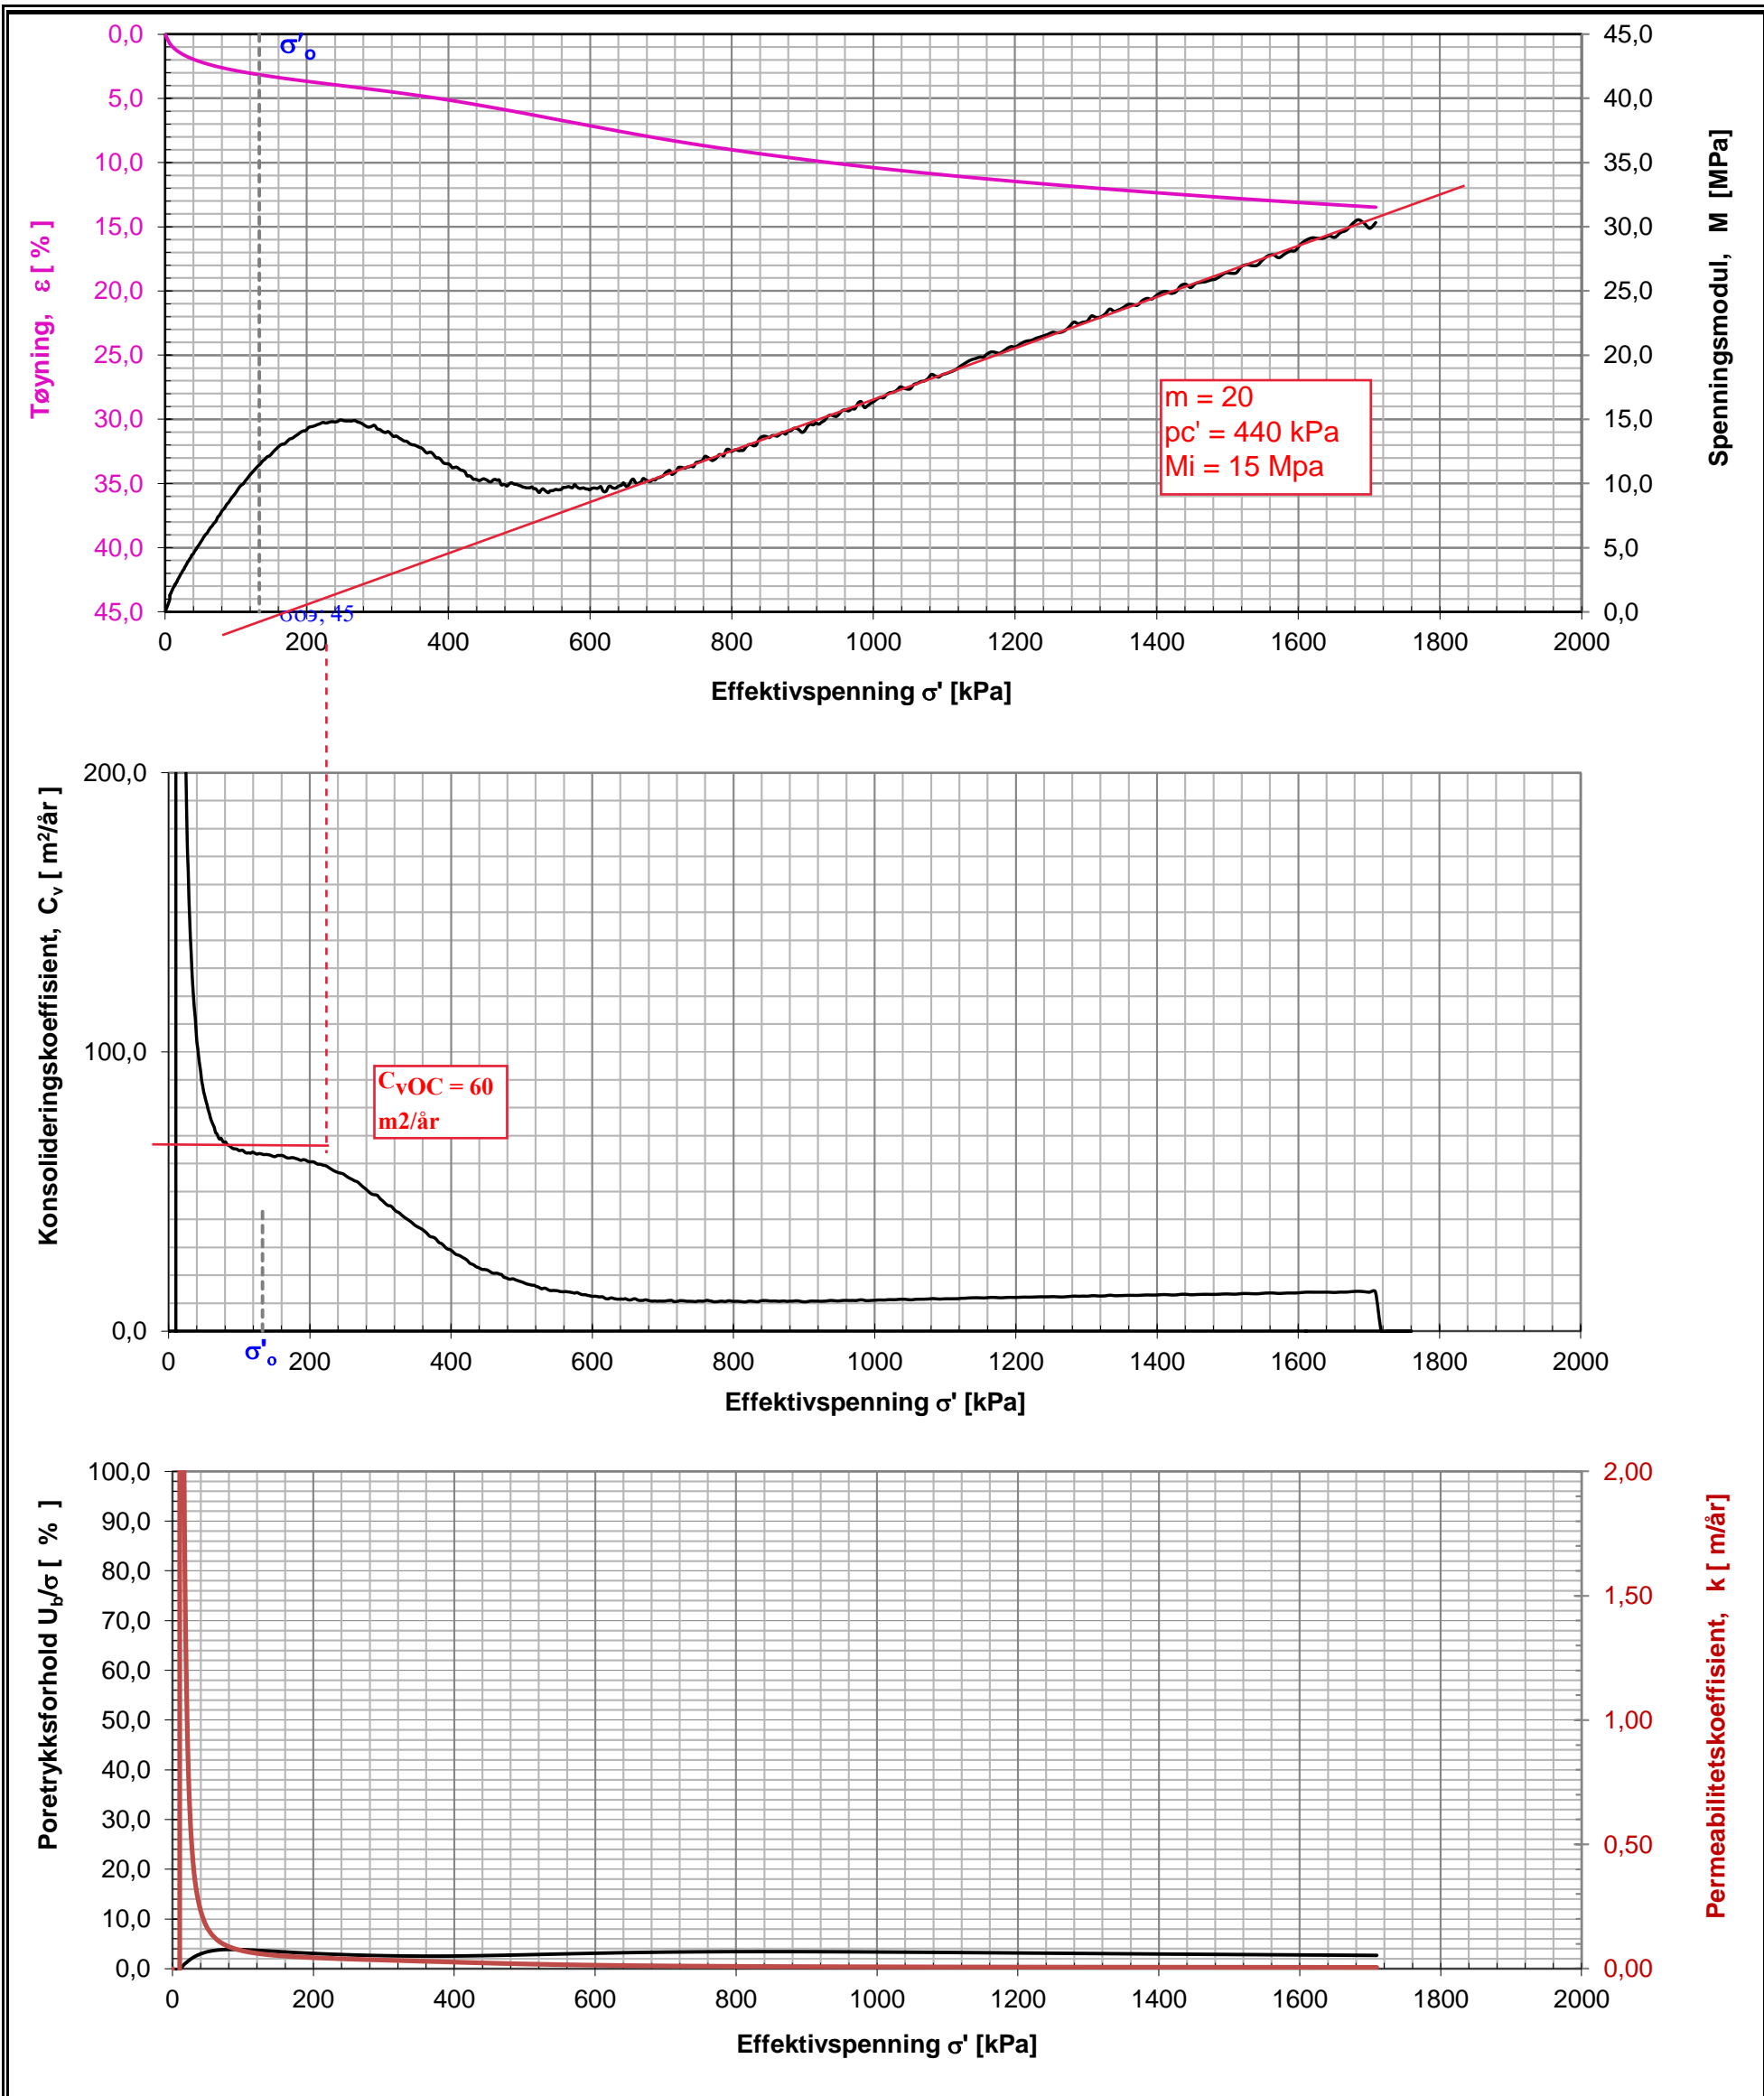 0,0
5,0
10,0
15,0
20,0
25,0
30,0
35,0
40,0
45,0
Tøyning, ε [ % ]
σ'o
45,0
40,0
35,0
30,0
25,0
20,0
15,0
10,0
5,0
0,0
Spenningsmodul, M [MPa]
m = 20
pc' = 440 kPa
Mi = 15 Mpa
; 45
0 200 400 600 800 1000 1200 1400 1600 1800 2000
Effektivspenning σ' [kPa]
200,0
100,0
0,0
Konsolideringskoeffisient, Cv [ m²/år ]
CvOC = 60
m2/år
σ'o
0 200 400 600 800 1000 1200 1400 1600 1800 2000
Effektivspenning σ' [kPa]
100,0
90,0
80,0
70,0
60,0
50,0
40,0
30,0
20,0
10,0
0,0
Poretrykksforhold Ub/σ [ % ]
2,00
1,50
1,00
0,50
0,00
Permeabilitetskoeffisient, k [ m/år]
0 200 400 600 800 1000 1200 1400 1600 1800 2000
Effektivspenning σ' [kPa]